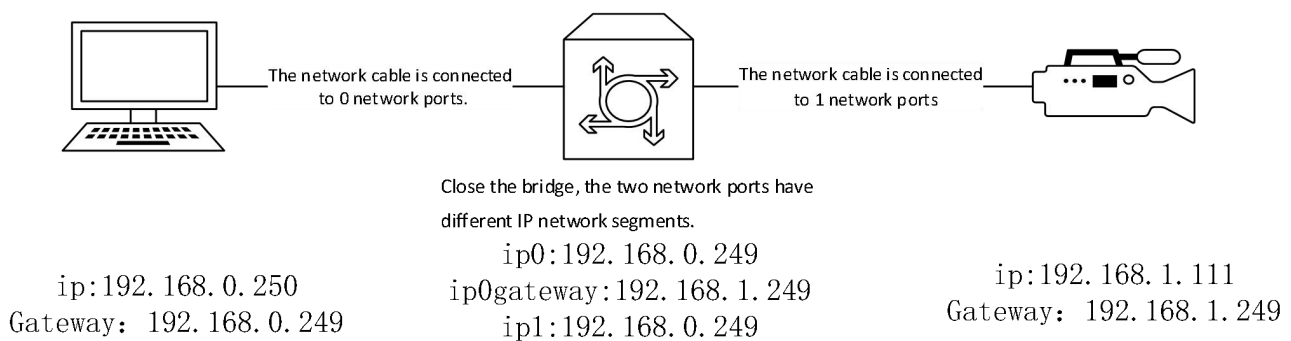 The network cable is connected
to 0 network ports.
The network cable is connected
to 1 network ports
Close the bridge, the two network ports have
different IP network segments.
ip:192.168.0.250
Gateway: 192.168.0.249
ip0:192.168.0.249
ip0gateway:192.168.1.249
ip1:192.168.0.249
ip:192.168.1.111
Gateway: 192.168.1.249